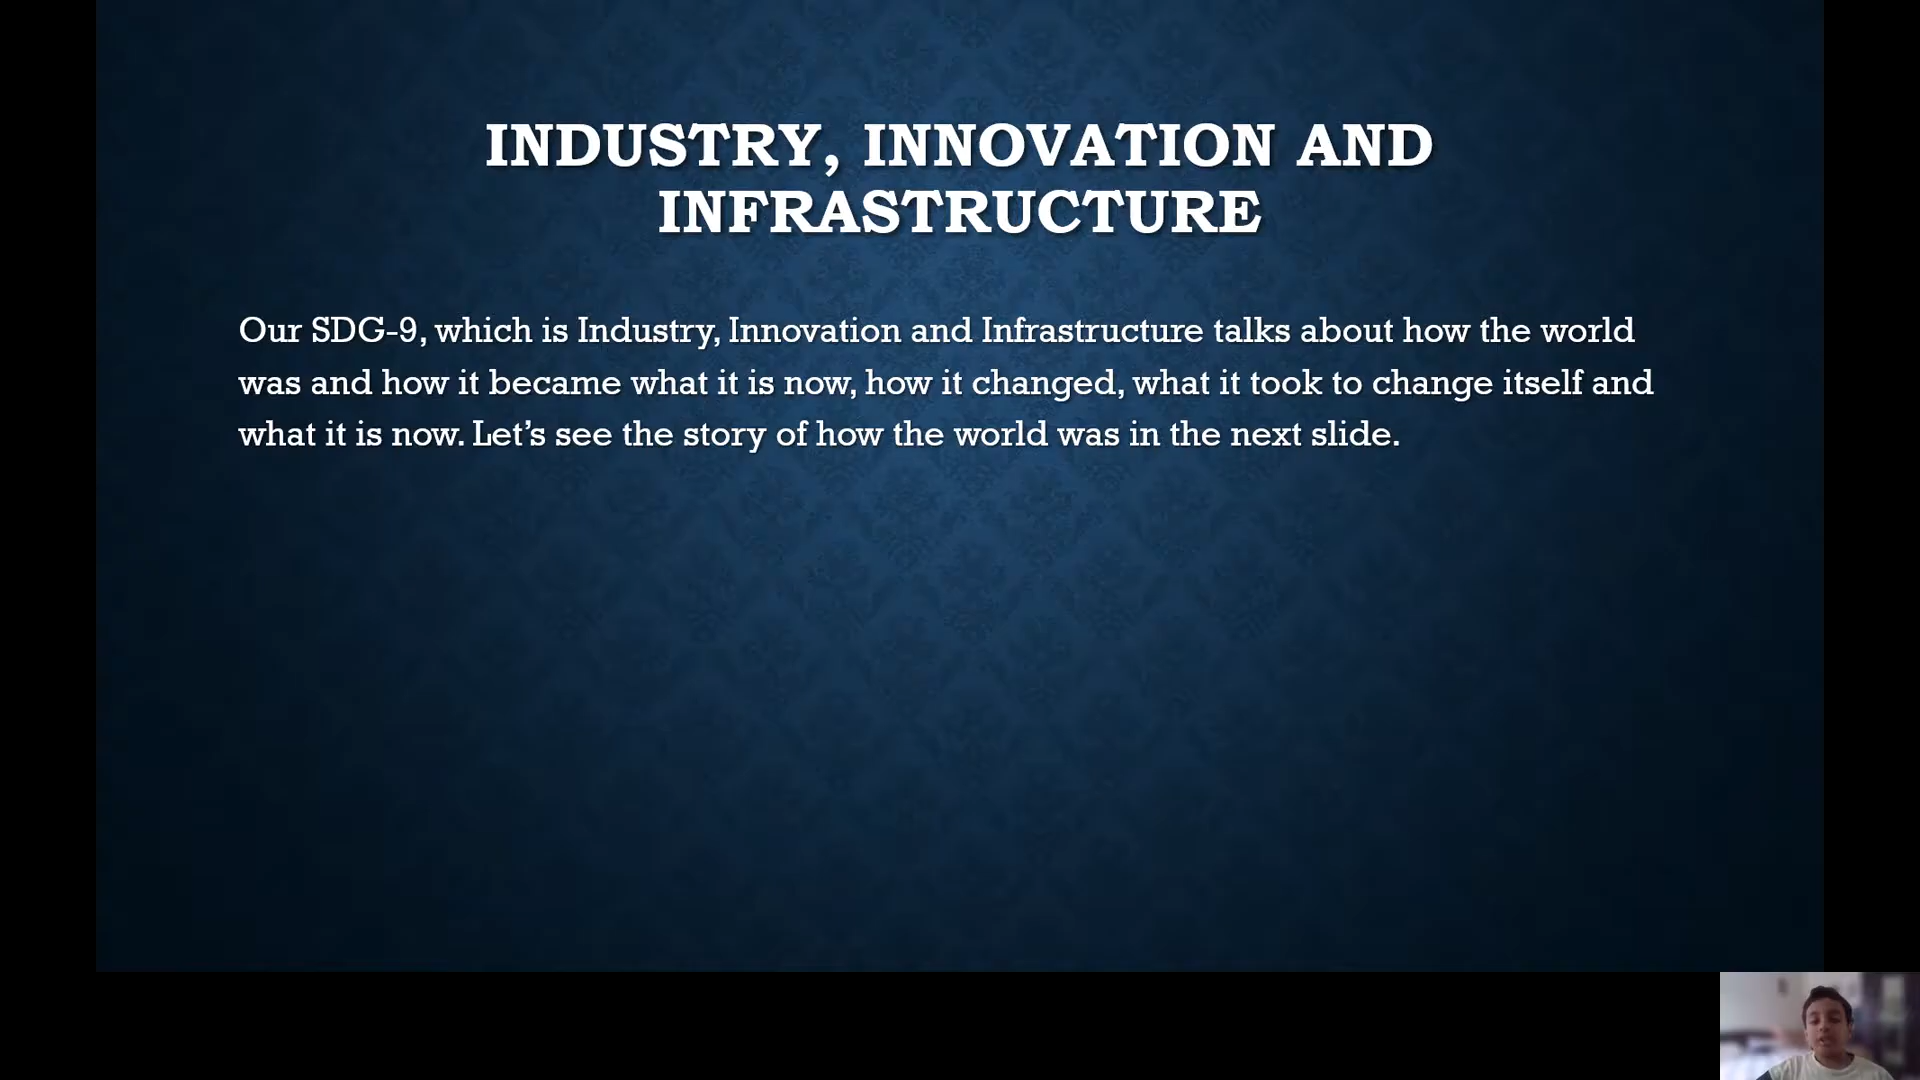 INDUSTRY, INNOVATION AND
INFRASTRUCTURE
Our SDG-9, which is Industry, Innovation and Infrastructure talks about how the world
was and how it became what it is now, how it changed, what it took to change itself and
what it is now. Let’s see the story of how the world was in the next slide.